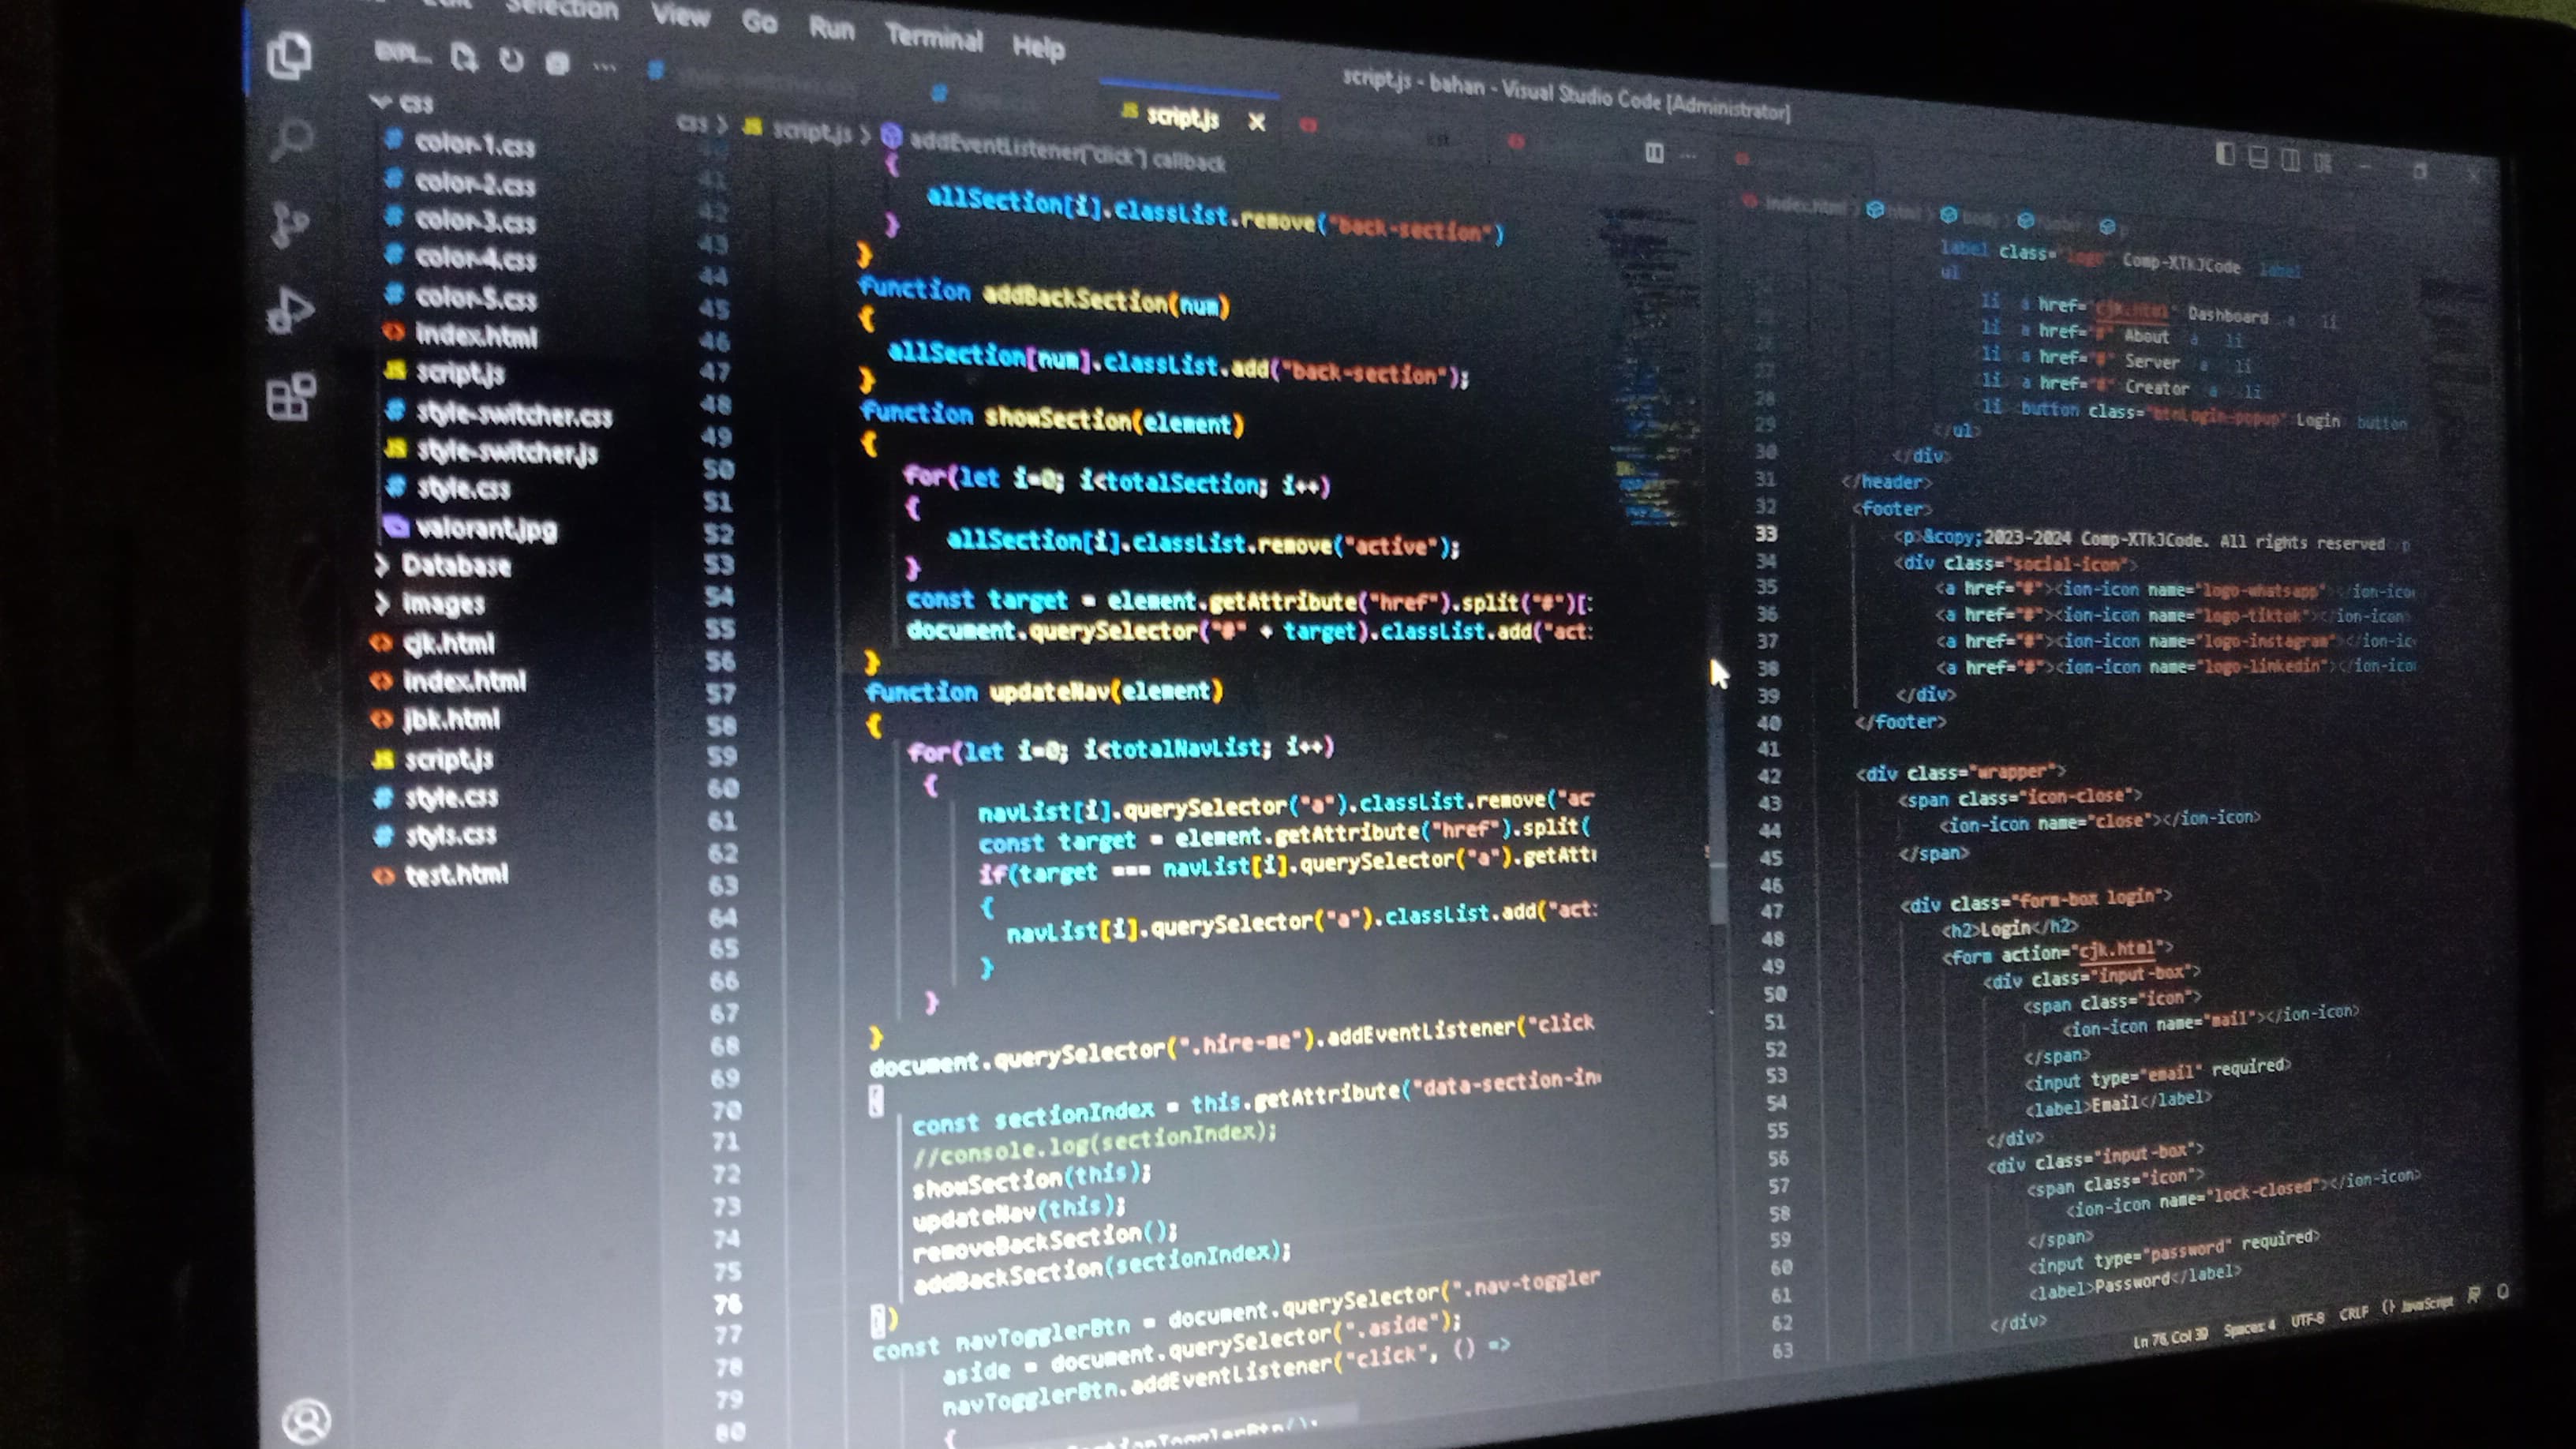 Selection View Go Run Terminal Help
script.js - bahan - Visual Studio Code [Administrator]
css
color-1.css
color-2.css
color-3.css
color-4.css
color-5.css
index.html
JS script.js
style-switcher.css
JS style-switcher.js
style.css
valorant.jpg
Database
images
cjk.html
index.html
jbk.html
JS script.js
style.css
styls.css
test.html
JS script.js
css > JS script.js > addEventListener("click") callback
41 {
42 allSection[i].classList.remove("back-section")
43 }
44 }
45 function addBackSection(num)
46 {
47 allSection[num].classList.add("back-section");
48 }
49 function showSection(element)
50 {
51 for(let i=0; i<totalSection; i++)
52 {
53 allSection[i].classList.remove("active");
54 }
55 const target = element.getAttribute("href").split("#")[
56 document.querySelector("#" + target).classList.add("act
57 }
58 function updateNav(element)
59 {
60 for(let i=0; i<totalNavList; i++)
61 {
62 navList[i].querySelector("a").classList.remove("ac
63 const target = element.getAttribute("href").split(
64 if(target === navList[i].querySelector("a").getAtt
65 {
66 navList[i].querySelector("a").classList.add("act
67 }
68 }
69 }
70 document.querySelector(".hire-me").addEventListener("click
71 {
72 const sectionIndex = this.getAttribute("data-section-in
73 //console.log(sectionIndex);
74 showSection(this);
75 updateNav(this);
76 removeBackSection();
77 addBackSection(sectionIndex);
78 })
79 const navTogglerBtn = document.querySelector(".nav-toggler
80 aside = document.querySelector(".aside");
navTogglerBtn.addEventListener("click", () =>
{
index.html
label class="logo" Comp-XTkJCode label
ul
li a href="cjk.html" Dashboard a li
li a href="#" About a li
li a href="#" Server a li
28 li a href="#" Creator a li
29 li button class="btnLogin-popup" Login button
</ul>
30 </div>
31 </header>
32 <footer>
33 <p>&copy;2023-2024 Comp-XTkJCode. All rights reserved p
34 <div class="social-icon">
35 <a href="#"><ion-icon name="logo-whatsapp"></ion-ico
36 <a href="#"><ion-icon name="logo-tiktok"></ion-icon
37 <a href="#"><ion-icon name="logo-instagram"></ion-ic
38 <a href="#"><ion-icon name="logo-linkedin"></ion-ico
39 </div>
40 </footer>
41
42 <div class="wrapper">
43 <span class="icon-close">
44 <ion-icon name="close"></ion-icon>
45 </span>
46
47 <div class="form-box login">
48 <h2>Login</h2>
49 <form action="cjk.html">
50 <div class="input-box">
51 <span class="icon">
52 <ion-icon name="mail"></ion-icon>
53 </span>
54 <input type="email" required>
55 <label>Email</label>
56 </div>
57 <div class="input-box">
58 <span class="icon">
59 <ion-icon name="lock-closed"></ion-icon>
60 </span>
61 <input type="password" required>
62 <label>Password</label>
63 </div>
Ln 76, Col 39 Spaces: 4 UTF-8 CRLF {} JavaScript